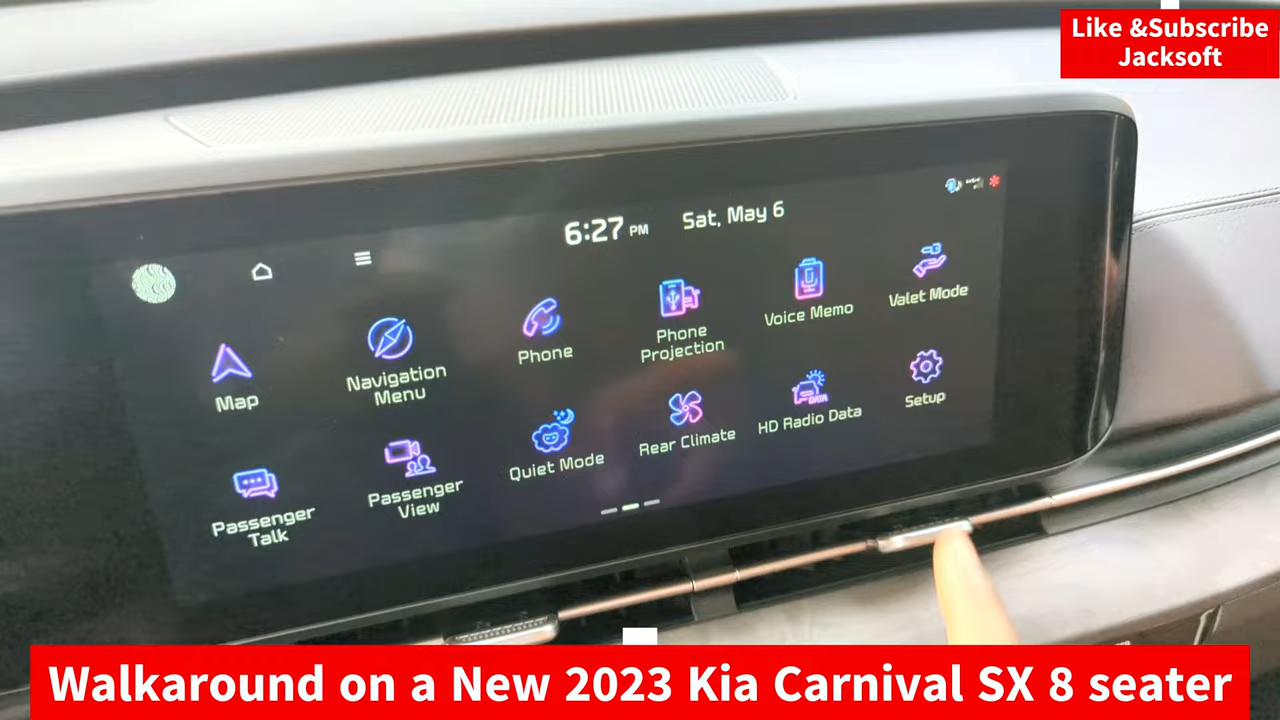 Like &Subscribe
Jacksoft
6:27 PM Sat, May 6
Map
Navigation
Menu
Phone
Phone
Projection
Voice Memo
Valet Mode
Passenger
Talk
Passenger
View
Quiet Mode
Rear Climate
DATA
HD Radio Data
Setup
Walkaround on a New 2023 Kia Carnival SX 8 seater